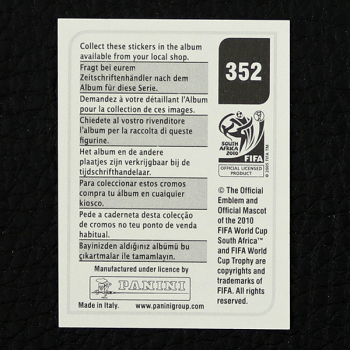 Collect these stickers in the album
available from your local shop.
Fragt bei eurem
Zeitschriftenhändler nach dem
Album für diese Serie.
Demandez à votre détaillant l'Album
pour la collection de ces images.
Chiedete al vostro rivenditore
l'album per la raccolta di queste
figurine.
Het album en de andere
plaatjes zijn verkrijgbaar bij de
tijdschrifthandelaar.
Para coleccionar estos cromos
compra tu álbum en cualquier
kiosco.
Pede a caderneta desta colecção
de cromos no teu ponto de venda
habitual.
Bayinizden aldığınız albümü bu
çıkartmalar ile tamamlayın.
Manufactured under licence by
PANINI
Made in Italy. www.paninigroup.com
352
SOUTH AFRICA
2010
FIFA
OFFICIAL LICENSED
PRODUCT
© The Official
Emblem and
Official Mascot
of the 2010
FIFA World Cup
South Africa™
and FIFA World
Cup Trophy are
copyrights and
trademarks of
FIFA. All rights
reserved.